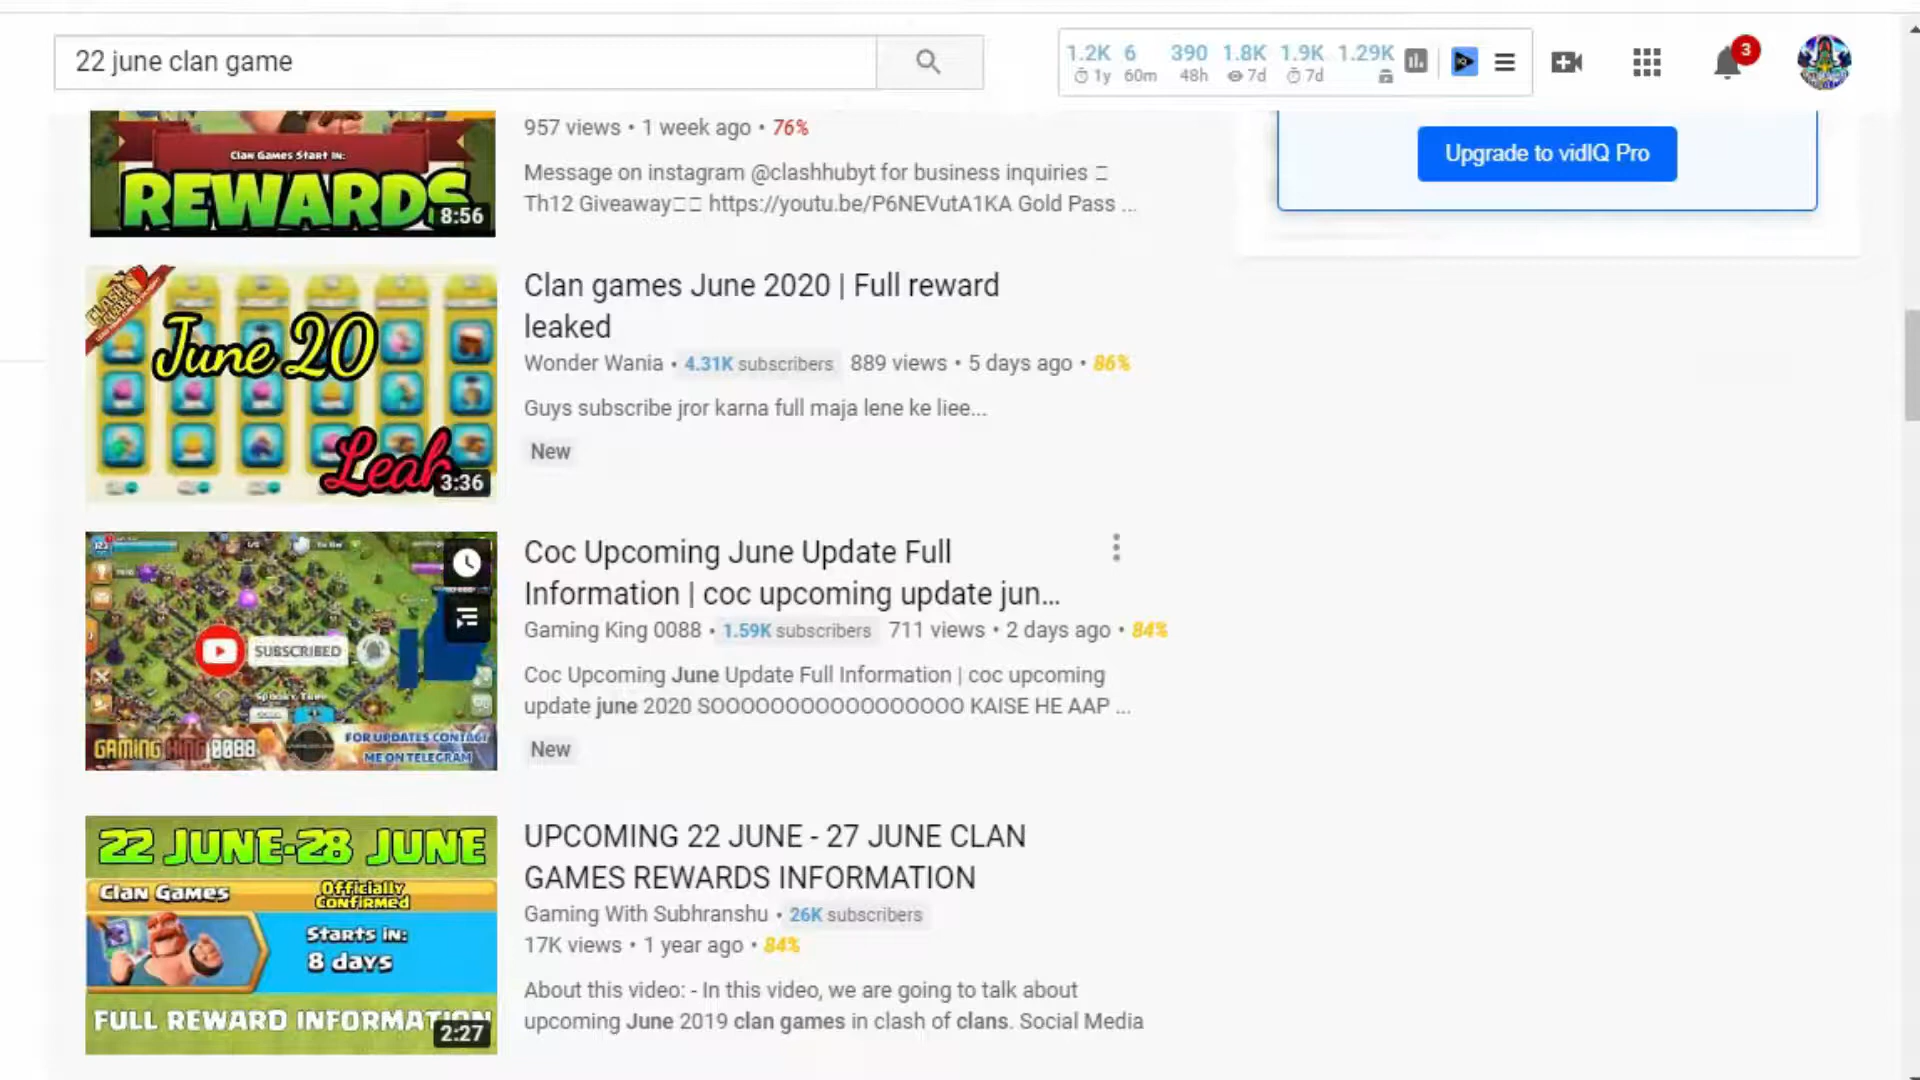 22 june clan game
1.2K 6 390 1.8K 1.9K 1.29K
1y 60m 48h 7d 7d
3
Clan Games Start in:
REWARDS
8:56
957 views • 1 week ago • 76%
Message on instagram @clashhubyt for business inquiries
Th12 Giveaway https://youtu.be/P6NEVutA1KA Gold Pass ...
Upgrade to vidIQ Pro
June 20
Leak
3:36
Clan games June 2020 | Full reward
leaked
Wonder Wania • 4.31K subscribers 889 views • 5 days ago • 86%
Guys subscribe jror karna full maja lene ke liee...
New
SUBSCRIBED
GAMING KING 0088
FOR UPDATES CONTACT
ME ON TELEGRAM
Coc Upcoming June Update Full
Information | coc upcoming update jun...
Gaming King 0088 • 1.59K subscribers 711 views • 2 days ago • 84%
Coc Upcoming June Update Full Information | coc upcoming
update june 2020 SOOOOOOOOOOOOOOOOO KAISE HE AAP ...
New
22 JUNE-28 JUNE
Clan Games
Officially
Confirmed
Starts in:
8 days
FULL REWARD INFORMATION
2:27
UPCOMING 22 JUNE - 27 JUNE CLAN
GAMES REWARDS INFORMATION
Gaming With Subhranshu • 26K subscribers
17K views • 1 year ago • 84%
About this video: - In this video, we are going to talk about
upcoming June 2019 clan games in clash of clans. Social Media